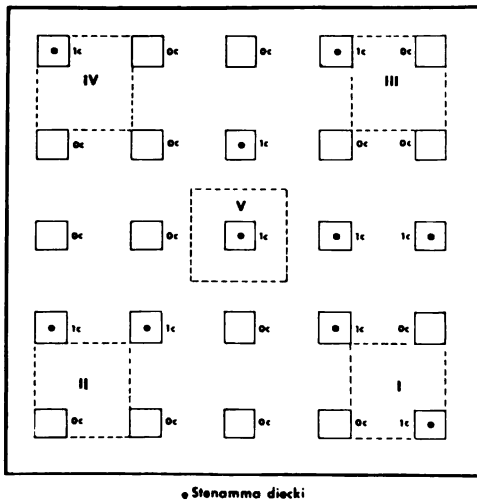 1c 0c 0c 1c 0c
IV III
0c 0c 1c 0c 0c
V
0c 0c 1c 1c 1c
1c 1c 0c 1c 0c
II I
0c 0c 0c 0c 1c
Stenamma diecki